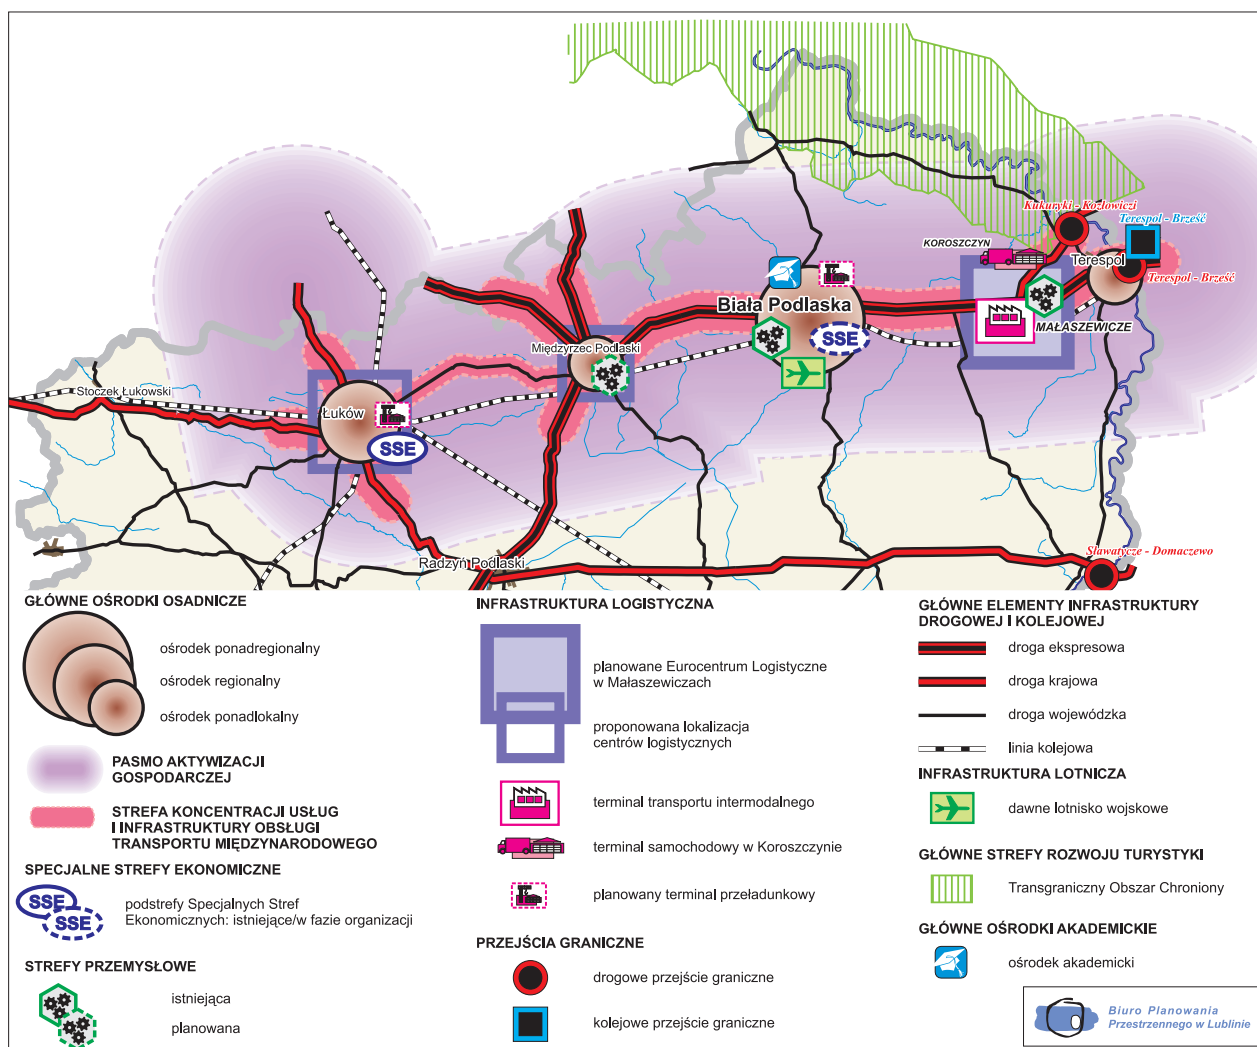 Kukuryki - Kozłowiczi
Terespol - Brześć
KOROSZCZYN
Terespol
Terespol - Brześć
Biała Podlaska
MAŁASZEWICZE
SSE
Międzyrzec Podlaski
Stoczek Łukowski
Łuków
SSE
Radzyń Podlaski
Sławatycze - Domaczewo
GŁÓWNE OŚRODKI OSADNICZE
ośrodek ponadregionalny
ośrodek regionalny
ośrodek ponadlokalny
PASMO AKTYWIZACJI
GOSPODARCZEJ
STREFA KONCENTRACJI USŁUG
I INFRASTRUKTURY OBSŁUGI
TRANSPORTU MIĘDZYNARODOWEGO
SPECJALNE STREFY EKONOMICZNE
SSE
SSE
podstrefy Specjalnych Stref
Ekonomicznych: istniejące/w fazie organizacji
STREFY PRZEMYSŁOWE
istniejąca
planowana
INFRASTRUKTURA LOGISTYCZNA
planowane Eurocentrum Logistyczne
w Małaszewiczach
proponowana lokalizacja
centrów logistycznych
terminal transportu intermodalnego
terminal samochodowy w Koroszczynie
planowany terminal przeładunkowy
PRZEJŚCIA GRANICZNE
drogowe przejście graniczne
kolejowe przejście graniczne
GŁÓWNE ELEMENTY INFRASTRUKTURY
DROGOWEJ I KOLEJOWEJ
droga ekspresowa
droga krajowa
droga wojewódzka
linia kolejowa
INFRASTRUKTURA LOTNICZA
dawne lotnisko wojskowe
GŁÓWNE STREFY ROZWOJU TURYSTYKI
Transgraniczny Obszar Chroniony
GŁÓWNE OŚRODKI AKADEMICKIE
ośrodek akademicki
Biuro Planowania
Przestrzennego w Lublinie